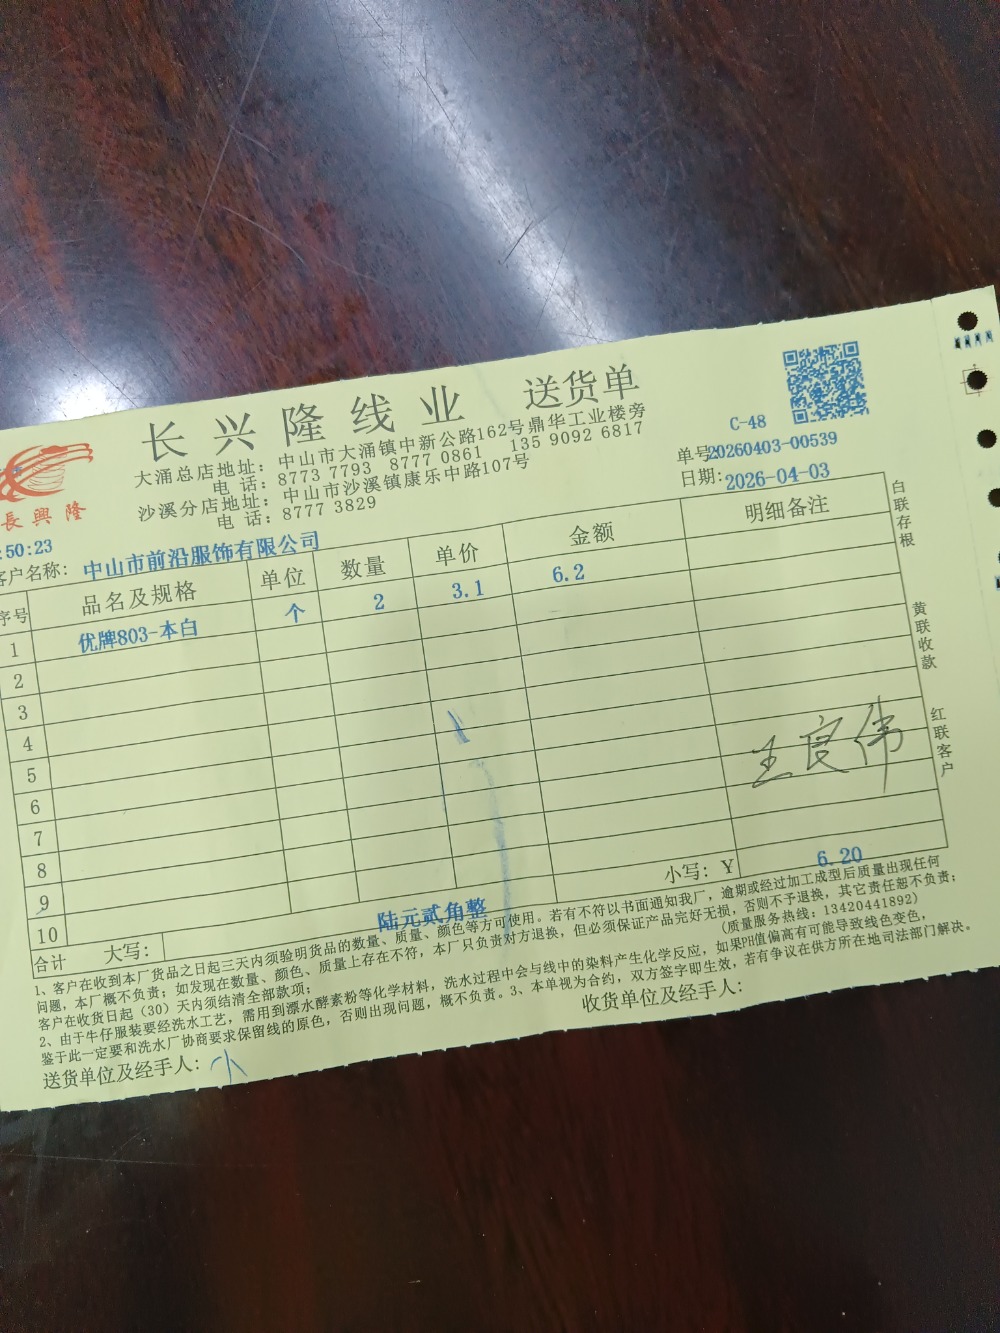 长兴隆线业 送货单
大涌总店地址：中山市大涌镇中新公路162号鼎华工业楼旁
电 话：8773 7793 8777 0861 135 9092 6817
沙溪分店地址：中山市沙溪镇康乐中路107号
电 话：8777 3829
長興隆
C-48
单号:20260403-00539
日期:2026-04-03
:50:23
客户名称: 中山市前沿服饰有限公司
序号 品名及规格 单位 数量 单价 金额 明细备注
1 优牌803-本白 个 2 3.1 6.2
2
3
4
5
6
7
8
9
10
王良伟
合计 大写: 陆元贰角整 小写: Y 6.20
1、客户在收到本厂货品之日起三天内须验明货品的数量、质量、颜色等方可使用。若有不符以书面通知我厂，逾期或经过加工成型后质量出现任何
问题，本厂概不负责；如发现在数量、颜色、质量上存在不符，本厂只负责对方退换，但必须保证产品完好无损，否则不予退换，其它责任恕不负责；
客户在收货日起（30）天内须结清全部款项；
(质量服务热线：13420441892)
2、由于牛仔服装要经洗水工艺，需用到漂水酵素粉等化学材料，洗水过程中会与线中的染料产生化学反应，如果PH值偏高有可能导致线色变色，
鉴于此一定要和洗水厂协商要求保留线的原色，否则出现问题，概不负责。3、本单视为合约，双方签字即生效，若有争议在供方所在地司法部门解决。
送货单位及经手人:
收货单位及经手人:
白联存根
黄联收款
红联客户